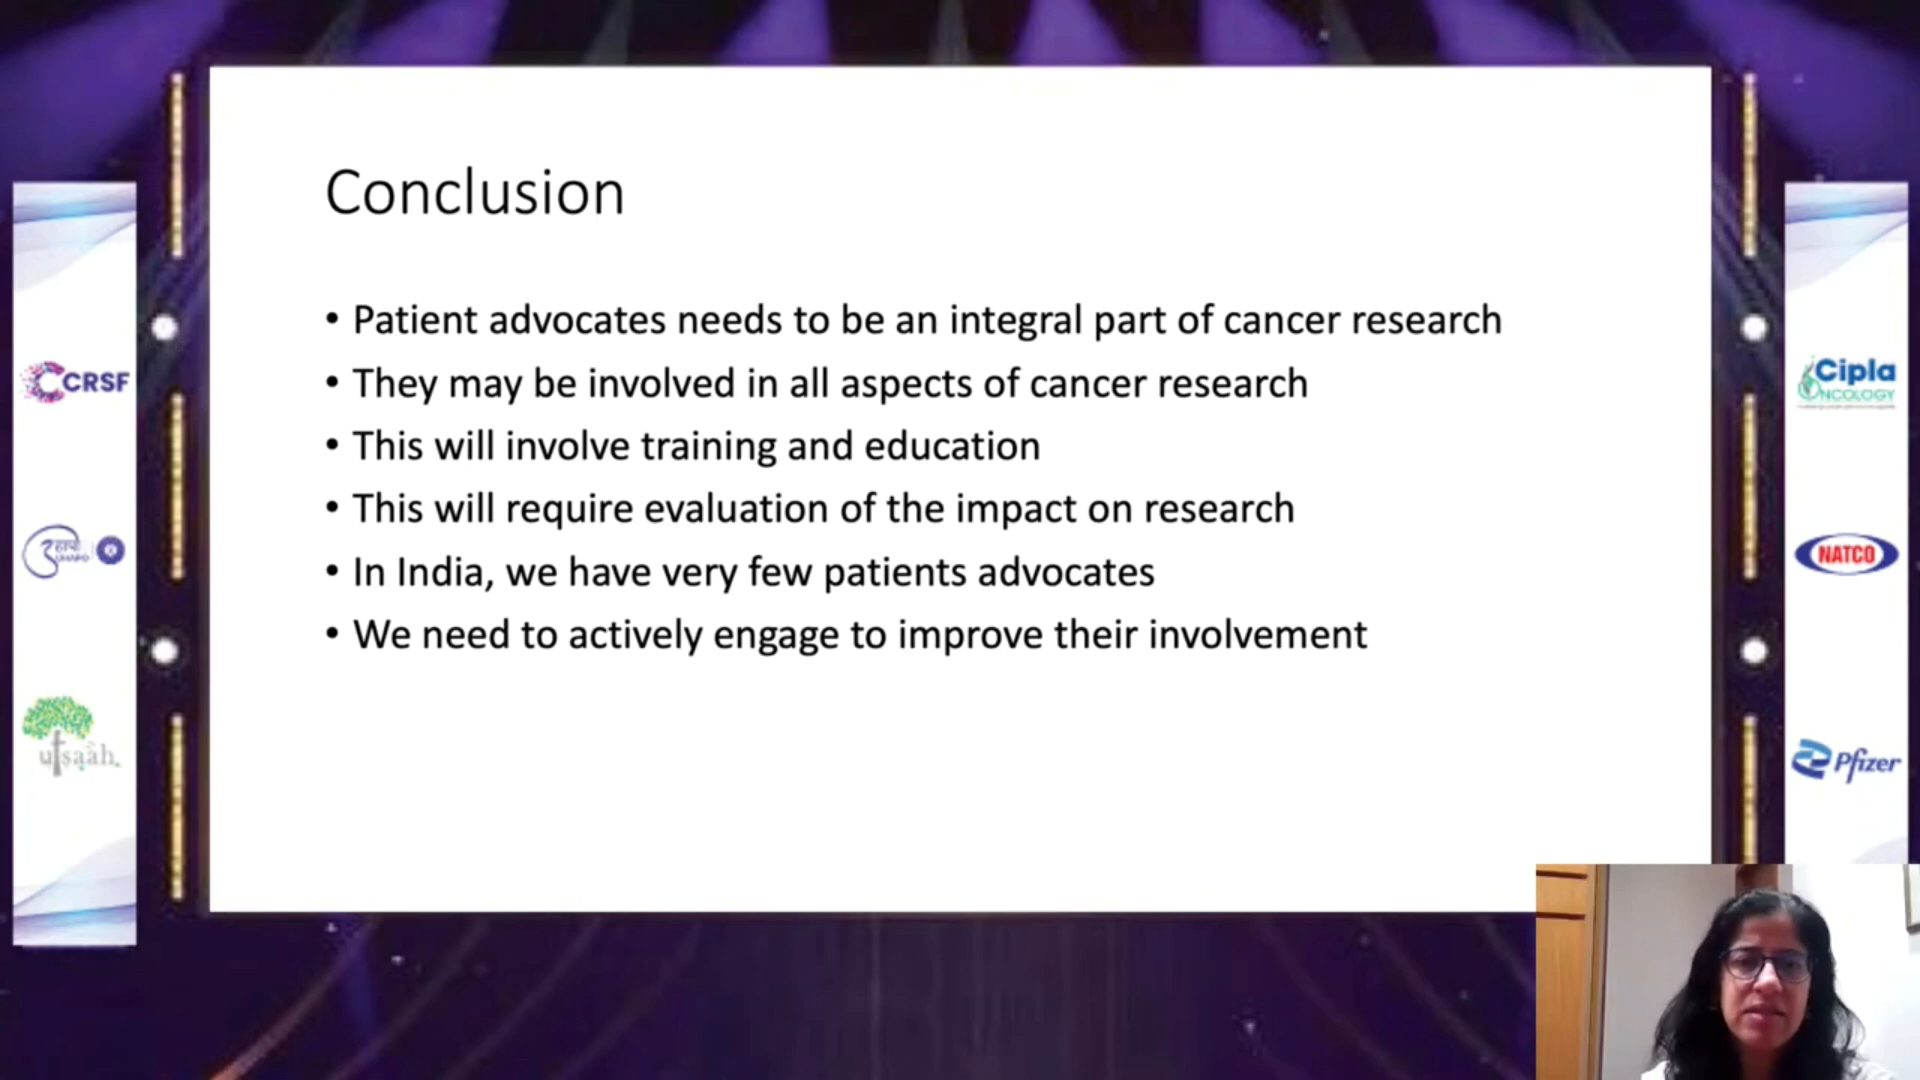 Conclusion
• Patient advocates needs to be an integral part of cancer research
• They may be involved in all aspects of cancer research
• This will involve training and education
• This will require evaluation of the impact on research
• In India, we have very few patients advocates
• We need to actively engage to improve their involvement
CRSF
utsaah
Cipla
ONCOLOGY
NATCO
Pfizer